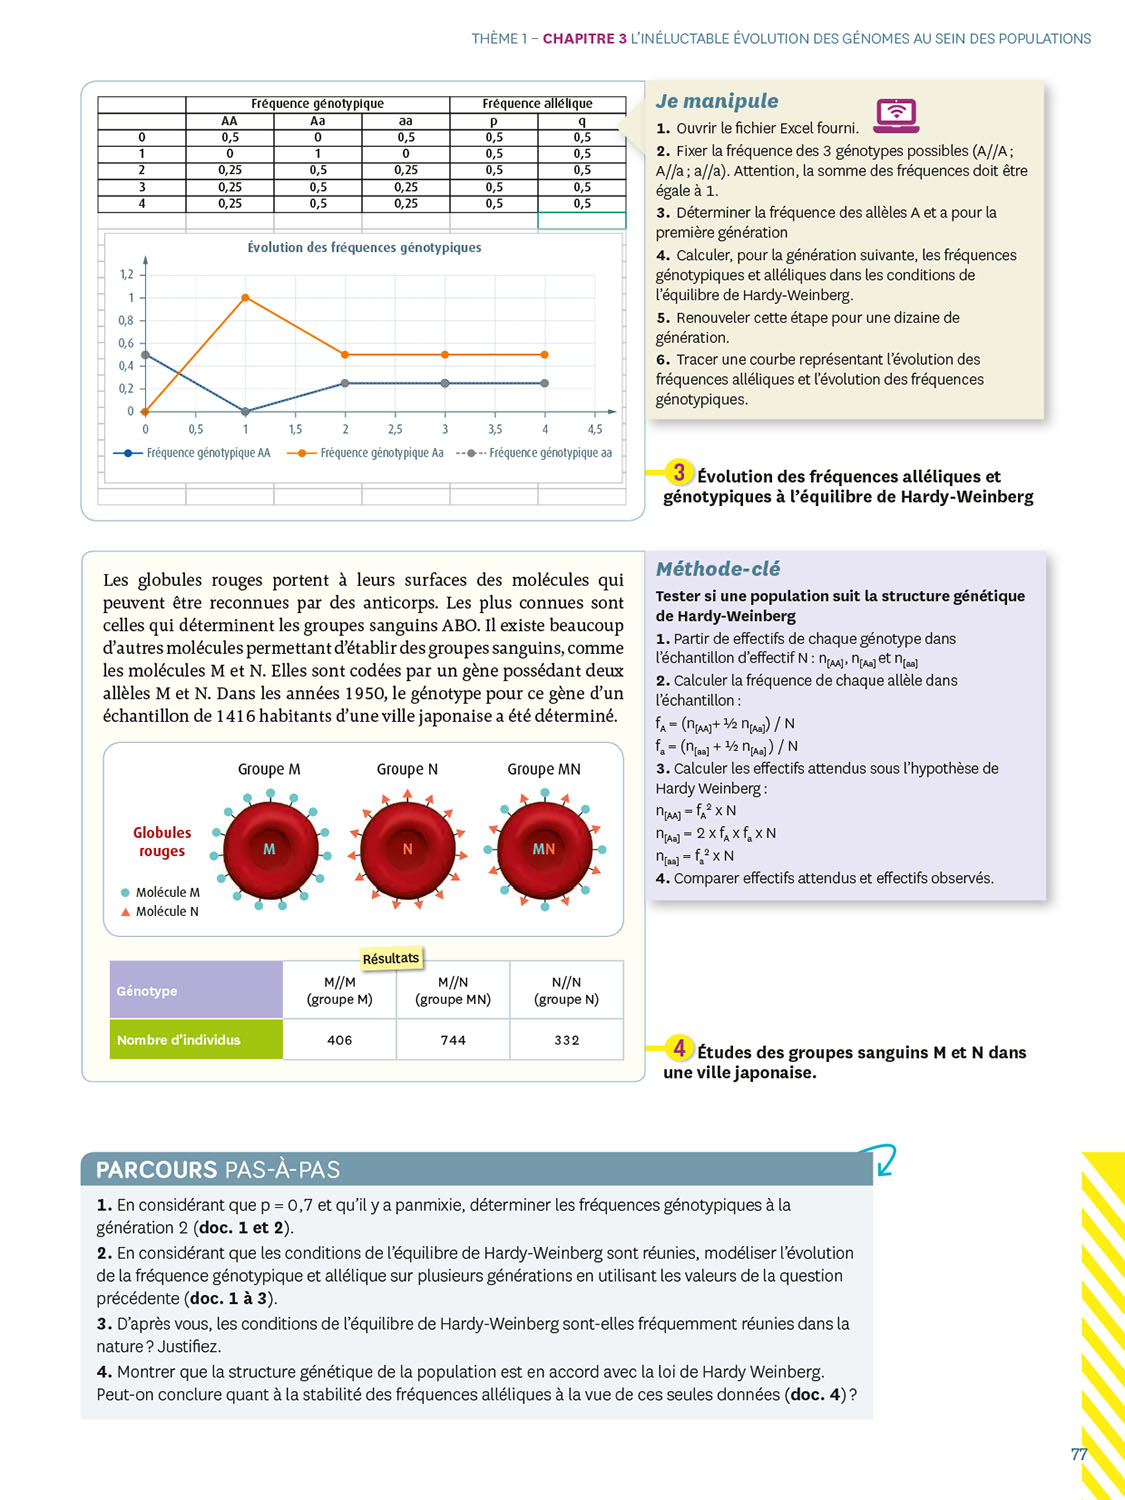 THÈME 1 – CHAPITRE 3 L'INÉLUCTABLE ÉVOLUTION DES GÉNOMES AU SEIN DES POPULATIONS
Fréquence génotypique Fréquence allélique
AA Aa aa p q
0 0,5 0 0,5 0,5 0,5
1 0 1 0 0,5 0,5
2 0,25 0,5 0,25 0,5 0,5
3 0,25 0,5 0,25 0,5 0,5
4 0,25 0,5 0,25 0,5 0,5
Évolution des fréquences génotypiques
1,2
1
0,8
0,6
0,4
0,2
0
0 0,5 1 1,5 2 2,5 3 3,5 4 4,5
Fréquence génotypique AA Fréquence génotypique Aa Fréquence génotypique aa
Je manipule
1. Ouvrir le fichier Excel fourni.
2. Fixer la fréquence des 3 génotypes possibles (A//A ;
A//a ; a//a). Attention, la somme des fréquences doit être
égale à 1.
3. Déterminer la fréquence des allèles A et a pour la
première génération
4. Calculer, pour la génération suivante, les fréquences
génotypiques et alléliques dans les conditions de
l'équilibre de Hardy-Weinberg.
5. Renouveler cette étape pour une dizaine de
génération.
6. Tracer une courbe représentant l'évolution des
fréquences alléliques et l'évolution des fréquences
génotypiques.
3 Évolution des fréquences alléliques et
génotypiques à l'équilibre de Hardy-Weinberg
Les globules rouges portent à leurs surfaces des molécules qui
peuvent être reconnues par des anticorps. Les plus connues sont
celles qui déterminent les groupes sanguins ABO. Il existe beaucoup
d'autres molécules permettant d'établir des groupes sanguins, comme
les molécules M et N. Elles sont codées par un gène possédant deux
allèles M et N. Dans les années 1950, le génotype pour ce gène d'un
échantillon de 1416 habitants d'une ville japonaise a été déterminé.
Groupe M Groupe N Groupe MN
Globules
rouges
M N MN
Molécule M
Molécule N
Résultats
Génotype
M//M
(groupe M)
M//N
(groupe MN)
N//N
(groupe N)
Nombre d'individus 406 744 332
Méthode-clé
Tester si une population suit la structure génétique
de Hardy-Weinberg
1. Partir de effectifs de chaque génotype dans
l'échantillon d'effectif N : n[AA], n[Aa] et n[aa]
2. Calculer la fréquence de chaque allèle dans
l'échantillon :
fA = (n[AA]+ ½ n[Aa]) / N
fa = (n[aa] + ½ n[Aa]) / N
3. Calculer les effectifs attendus sous l'hypothèse de
Hardy Weinberg :
n[AA] = fA² x N
n[Aa] = 2 x fA x fa x N
n[aa] = fa² x N
4. Comparer effectifs attendus et effectifs observés.
4 Études des groupes sanguins M et N dans
une ville japonaise.
PARCOURS PAS-À-PAS
1. En considérant que p = 0,7 et qu'il y a panmixie, déterminer les fréquences génotypiques à la
génération 2 (doc. 1 et 2).
2. En considérant que les conditions de l'équilibre de Hardy-Weinberg sont réunies, modéliser l'évolution
de la fréquence génotypique et allélique sur plusieurs générations en utilisant les valeurs de la question
précédente (doc. 1 à 3).
3. D'après vous, les conditions de l'équilibre de Hardy-Weinberg sont-elles fréquemment réunies dans la
nature ? Justifiez.
4. Montrer que la structure génétique de la population est en accord avec la loi de Hardy Weinberg.
Peut-on conclure quant à la stabilité des fréquences alléliques à la vue de ces seules données (doc. 4) ?
77